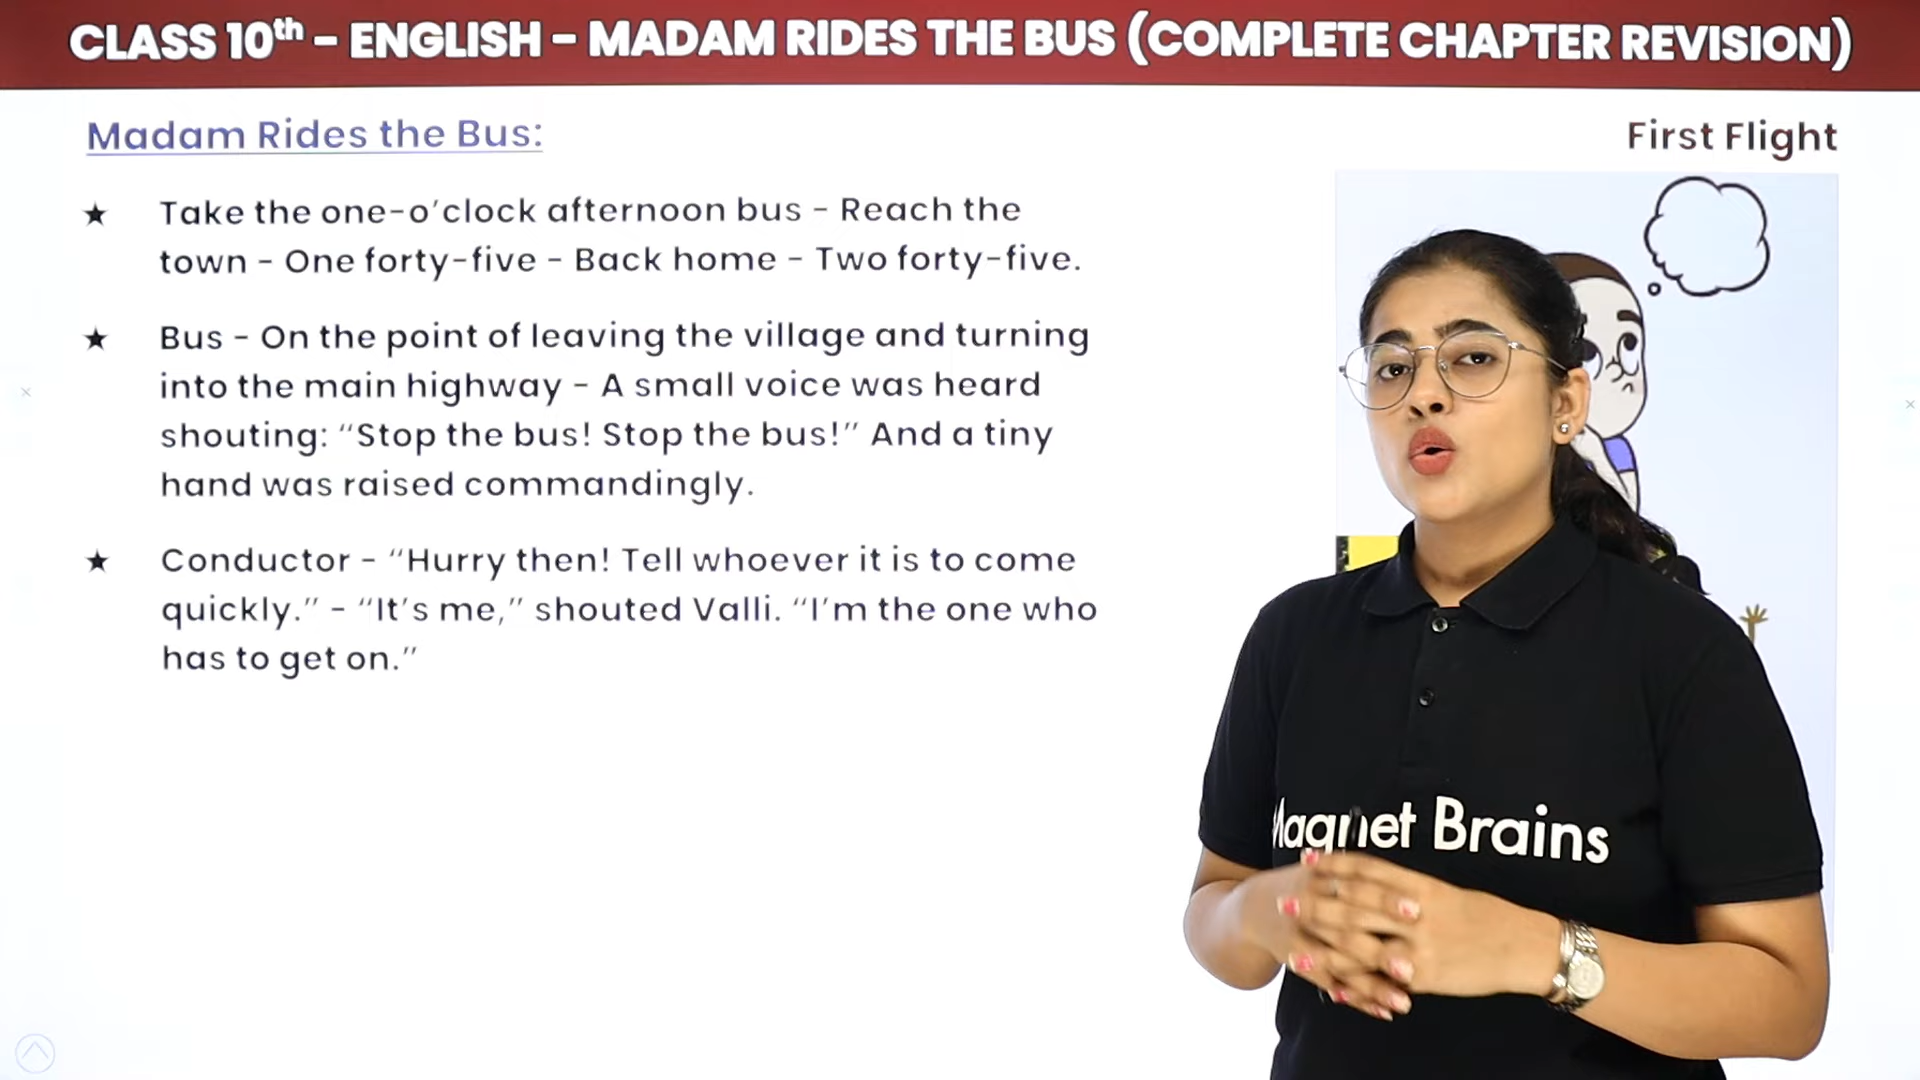 CLASS 10th – ENGLISH – MADAM RIDES THE BUS (COMPLETE CHAPTER REVISION)
Madam Rides the Bus:
First Flight
★ Take the one-o’clock afternoon bus – Reach the
town – One forty-five – Back home – Two forty-five.
★ Bus – On the point of leaving the village and turning
into the main highway – A small voice was heard
shouting: “Stop the bus! Stop the bus!” And a tiny
hand was raised commandingly.
★ Conductor – “Hurry then! Tell whoever it is to come
quickly.” – “It’s me,” shouted Valli. “I’m the one who
has to get on.”
Magnet Brains